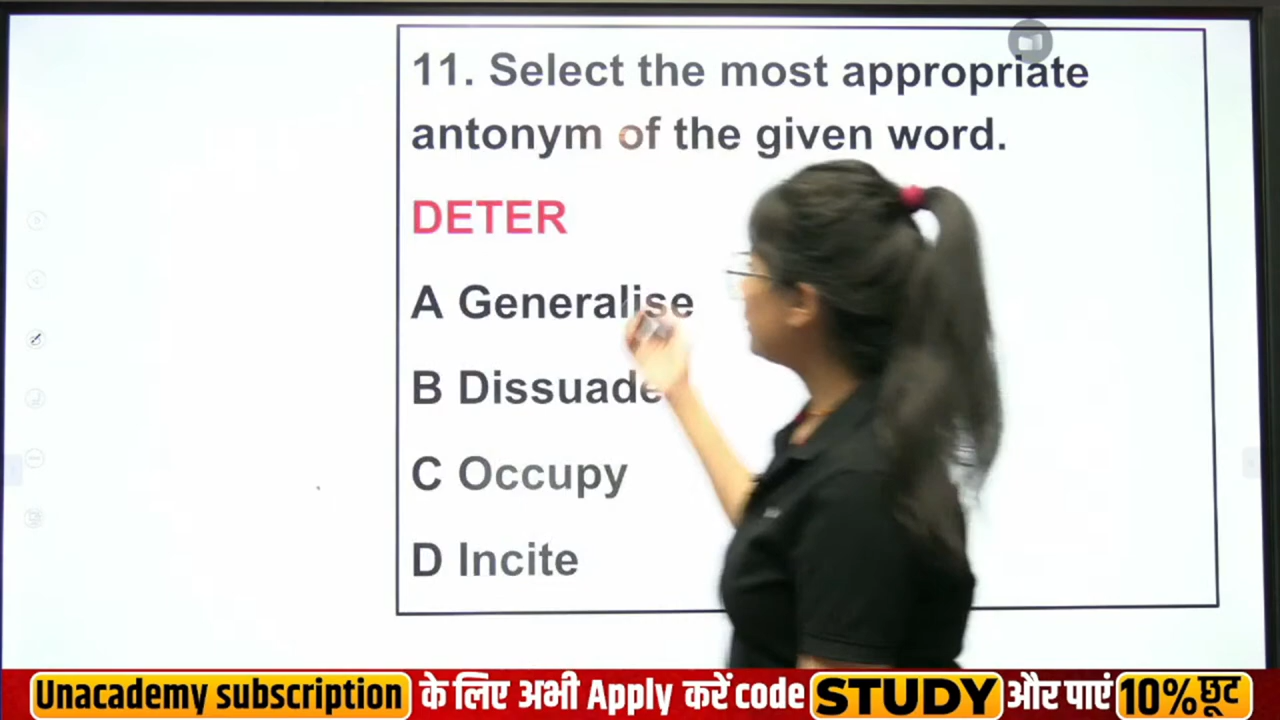 11. Select the most appropriate
antonym of the given word.
DETER
A Generalise
B Dissuade
C Occupy
D Incite
Unacademy subscription के लिए अभी Apply करें code STUDY और पाएं 10% छूट